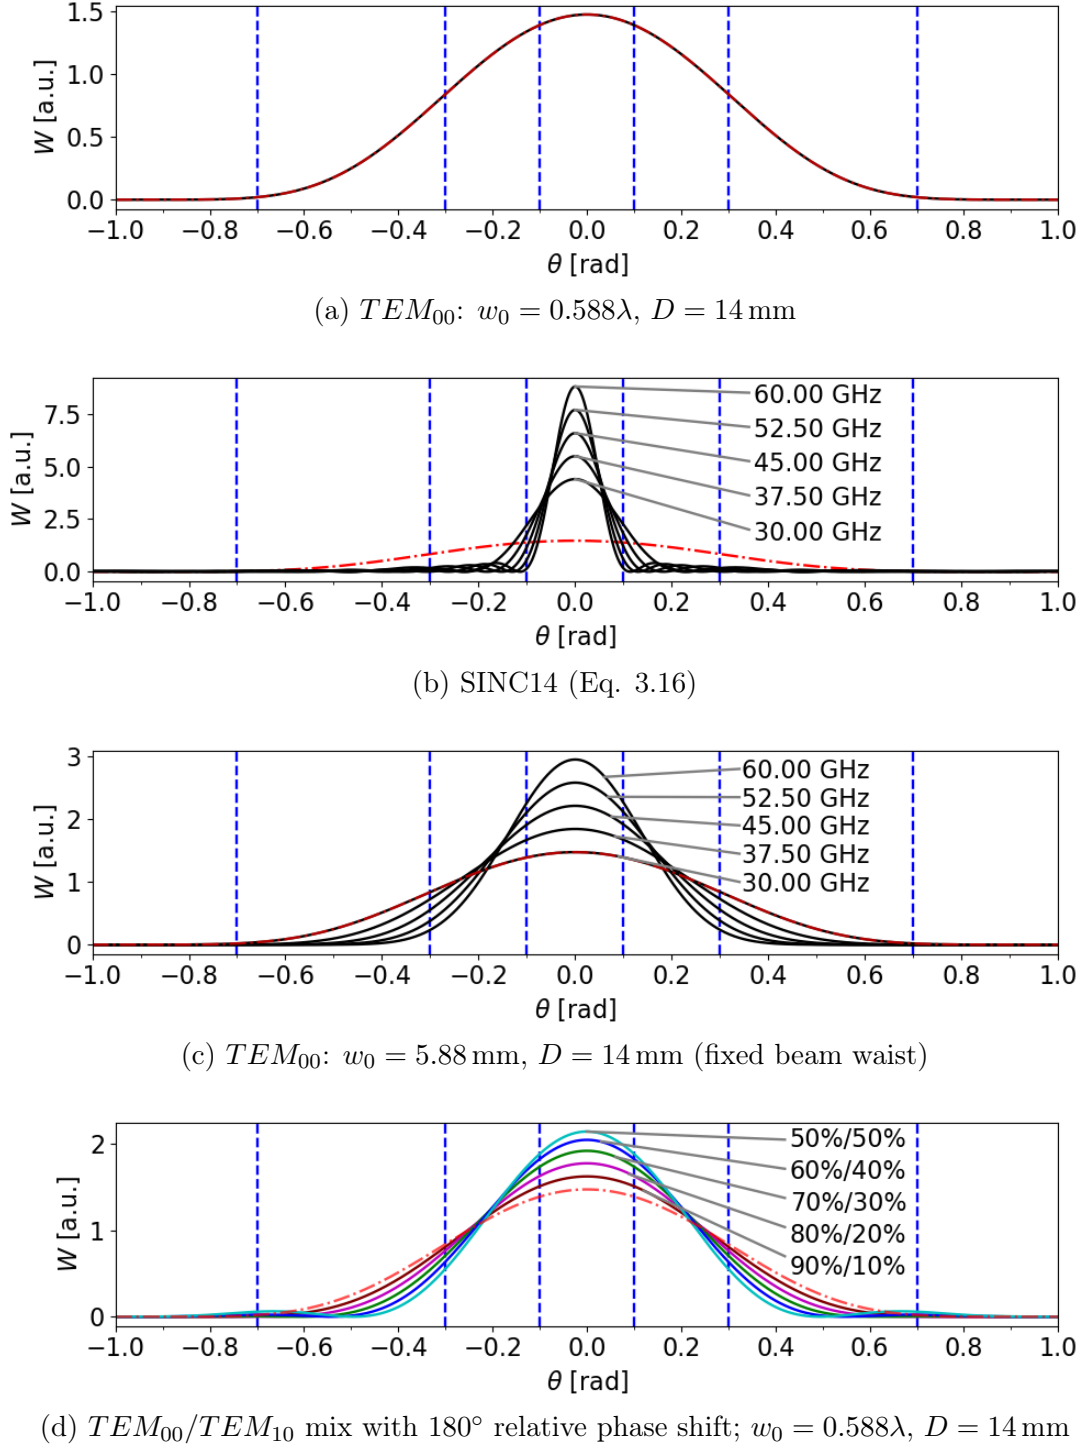 1.5
1.0
0.5
0.0
W [a.u.]
−1.0 −0.8 −0.6 −0.4 −0.2 0.0 0.2 0.4 0.6 0.8 1.0
θ [rad]
(a) TEM₀₀: w₀ = 0.588λ, D = 14 mm
7.5
5.0
2.5
0.0
W [a.u.]
60.00 GHz
52.50 GHz
45.00 GHz
37.50 GHz
30.00 GHz
−1.0 −0.8 −0.6 −0.4 −0.2 0.0 0.2 0.4 0.6 0.8 1.0
θ [rad]
(b) SINC14 (Eq. 3.16)
3
2
1
0
W [a.u.]
60.00 GHz
52.50 GHz
45.00 GHz
37.50 GHz
30.00 GHz
−1.0 −0.8 −0.6 −0.4 −0.2 0.0 0.2 0.4 0.6 0.8 1.0
θ [rad]
(c) TEM₀₀: w₀ = 5.88 mm, D = 14 mm (fixed beam waist)
2
1
0
W [a.u.]
50%/50%
60%/40%
70%/30%
80%/20%
90%/10%
−1.0 −0.8 −0.6 −0.4 −0.2 0.0 0.2 0.4 0.6 0.8 1.0
θ [rad]
(d) TEM₀₀/TEM₁₀ mix with 180° relative phase shift; w₀ = 0.588λ, D = 14 mm